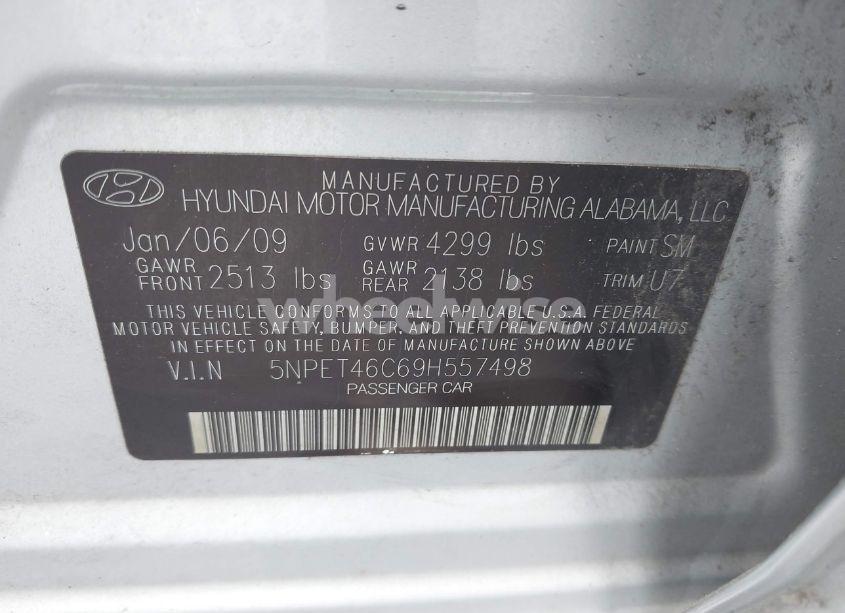 MANUFACTURED BY
HYUNDAI MOTOR MANUFACTURING ALABAMA, LLC
Jan/06/09 GVWR 4299 lbs PAINT SM
GAWR FRONT 2513 lbs GAWR REAR 2138 lbs TRIM U7
wheelwise
THIS VEHICLE CONFORMS TO ALL APPLICABLE U.S.A. FEDERAL
MOTOR VEHICLE SAFETY, BUMPER, AND THEFT PREVENTION STANDARDS
IN EFFECT ON THE DATE OF MANUFACTURE SHOWN ABOVE
V.I.N 5NPET46C69H557498
PASSENGER CAR